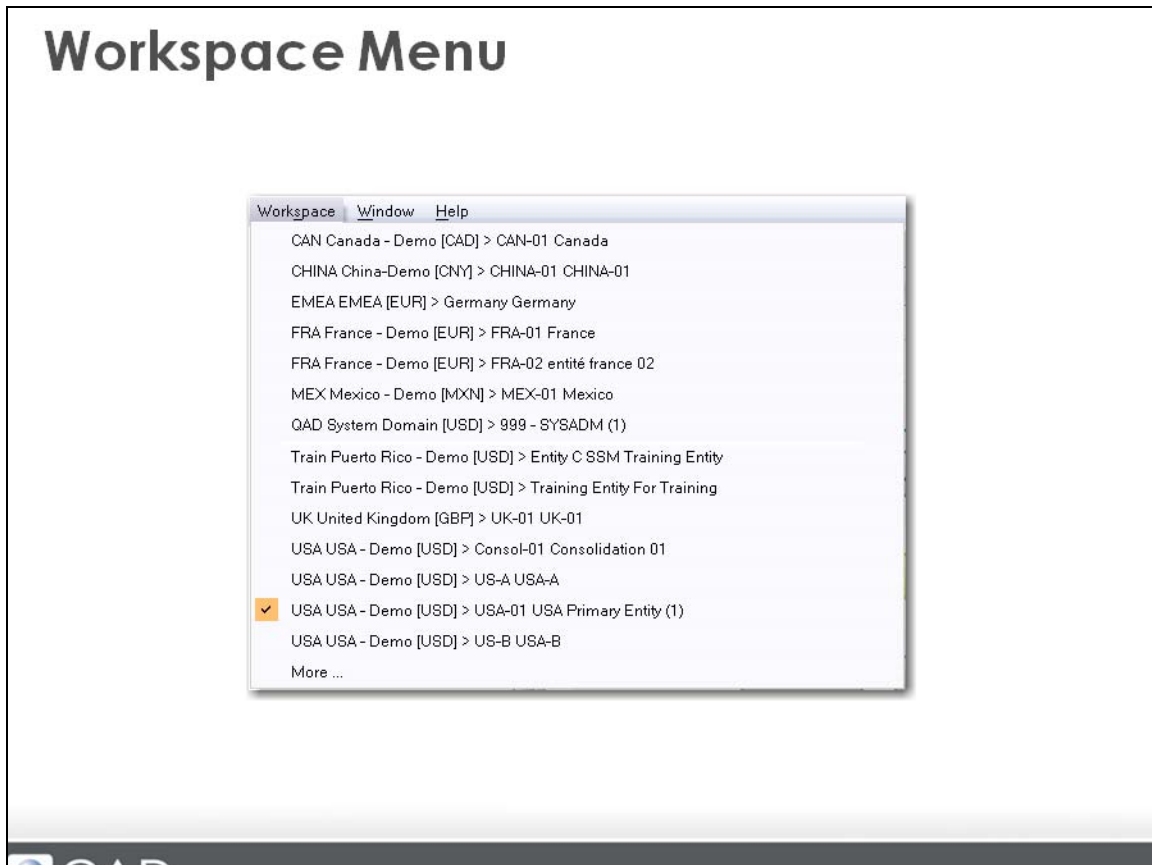 Workspace Menu
Workspace Window Help
CAN Canada - Demo [CAD] > CAN-01 Canada
CHINA China-Demo [CNY] > CHINA-01 CHINA-01
EMEA EMEA [EUR] > Germany Germany
FRA France - Demo [EUR] > FRA-01 France
FRA France - Demo [EUR] > FRA-02 entité france 02
MEX Mexico - Demo [MXN] > MEX-01 Mexico
QAD System Domain [USD] > 999 - SYSADM (1)
Train Puerto Rico - Demo [USD] > Entity C SSM Training Entity
Train Puerto Rico - Demo [USD] > Training Entity For Training
UK United Kingdom [GBP] > UK-01 UK-01
USA USA - Demo [USD] > Consol-01 Consolidation 01
USA USA - Demo [USD] > US-A USA-A
USA USA - Demo [USD] > USA-01 USA Primary Entity (1)
USA USA - Demo [USD] > US-B USA-B
More ...